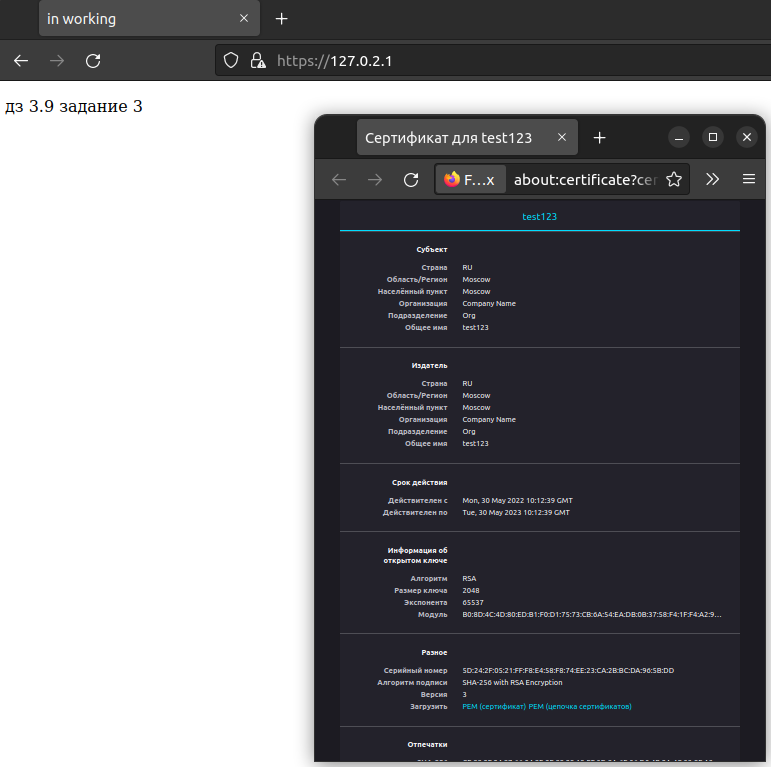 in working
https://127.0.2.1
дз 3.9 задание 3
Сертификат для test123
F…x about:certificate?cer
test123
Субъект
Страна RU
Область/Регион Moscow
Населённый пункт Moscow
Организация Company Name
Подразделение Org
Общее имя test123
Издатель
Страна RU
Область/Регион Moscow
Населённый пункт Moscow
Организация Company Name
Подразделение Org
Общее имя test123
Срок действия
Действителен с Mon, 30 May 2022 10:12:39 GMT
Действителен по Tue, 30 May 2023 10:12:39 GMT
Информация об
открытом ключе
Алгоритм RSA
Размер ключа 2048
Экспонента 65537
Модуль B0:8D:4C:4D:80:ED:B1:F0:D1:75:73:CB:6A:54:EA:DB:0B:37:58:F4:1F:F4:A2:9…
Разное
Серийный номер 5D:24:2F:05:21:FF:F8:E4:58:F8:74:EE:23:CA:2B:BC:DA:96:5B:DD
Алгоритм подписи SHA-256 with RSA Encryption
Версия 3
Загрузить PEM (сертификат) PEM (цепочка сертификатов)
Отпечатки